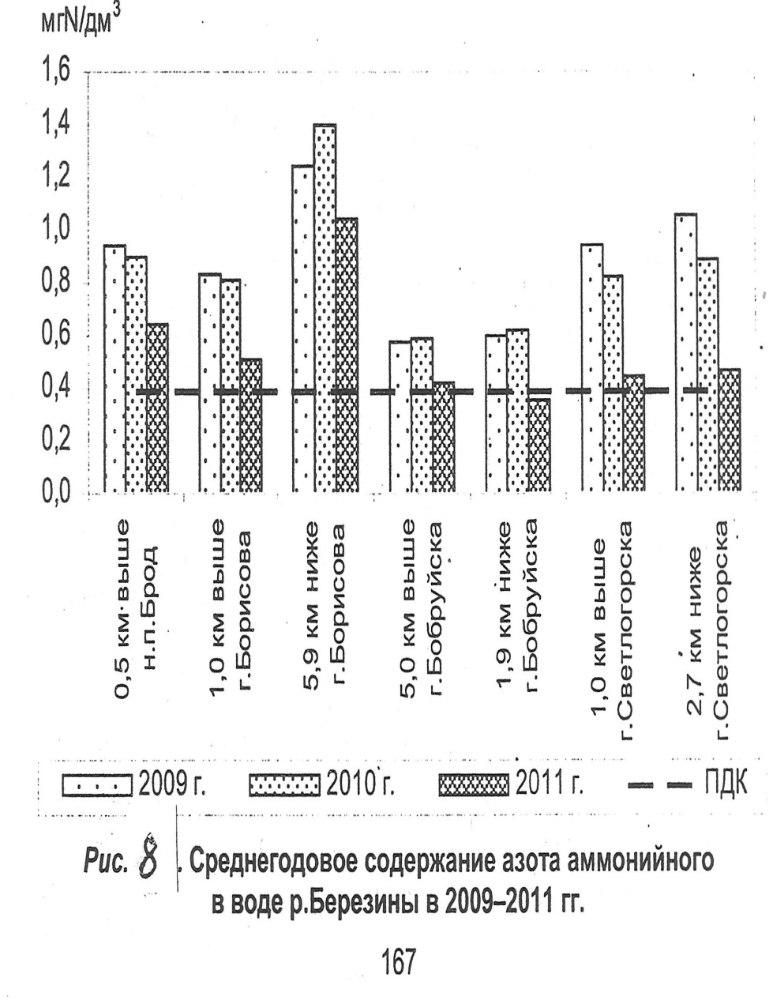 мгN/дм³
1,6
1,4
1,2
1,0
0,8
0,6
0,4
0,2
0,0
0,5 км выше
н.п.Брод
1,0 км выше
г.Борисова
5,9 км ниже
г.Борисова
5,0 км выше
г.Бобруйска
1,9 км ниже
г.Бобруйска
1,0 км выше
г.Светлогорска
2,7 км ниже
г.Светлогорска
2009 г. 2010 г. 2011 г. ПДК
Рис. 8. Среднегодовое содержание азота аммонийного
в воде р.Березины в 2009–2011 гг.
167